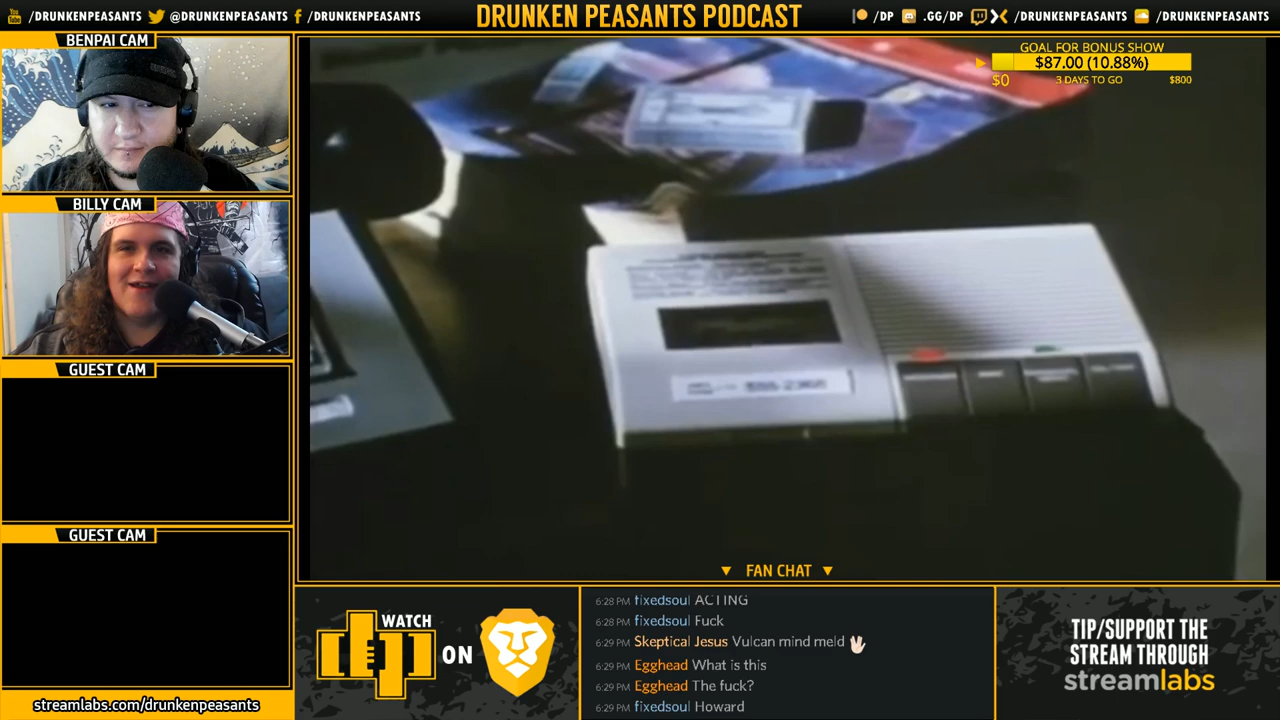 You
Tube
/DRUNKENPEASANTS
@DRUNKENPEASANTS
/DRUNKENPEASANTS
DRUNKEN PEASANTS PODCAST
/DP
.GG/DP
/DRUNKENPEASANTS
/DRUNKENPEASANTS
BENPAI CAM
BILLY CAM
GUEST CAM
GUEST CAM
streamlabs.com/drunkenpeasants
GOAL FOR BONUS SHOW
$87.00 (10.88%)
$0
3 DAYS TO GO
$800
FAN CHAT
WATCH
ON
6:28 PM fixedsoul ACTING
6:28 PM fixedsoul Fuck
6:29 PM Skeptical Jesus Vulcan mind meld 🖖🏻
6:29 PM Egghead What is this
6:29 PM Egghead The fuck?
6:29 PM fixedsoul Howard
TIP/SUPPORT THE
STREAM THROUGH
streamlabs